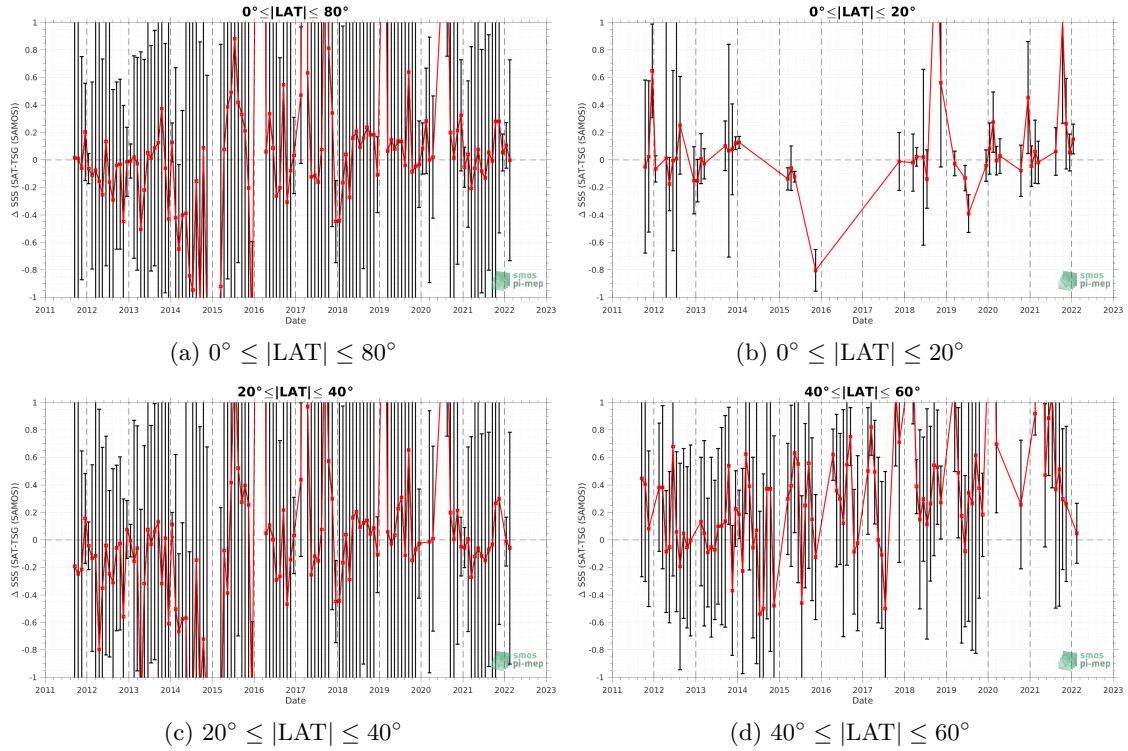 0°≤|LAT|≤ 80°
Δ SSS (SAT-TSG (SAMOS))
1
0.8
0.6
0.4
0.2
0
-0.2
-0.4
-0.6
-0.8
-1
2011 2012 2013 2014 2015 2016 2017 2018 2019 2020 2021 2022 2023
Date
smos
pi-mep
(a) 0° ≤ |LAT| ≤ 80°
0°≤|LAT|≤ 20°
Δ SSS (SAT-TSG (SAMOS))
1
0.8
0.6
0.4
0.2
0
-0.2
-0.4
-0.6
-0.8
-1
2011 2012 2013 2014 2015 2016 2017 2018 2019 2020 2021 2022 2023
Date
smos
pi-mep
(b) 0° ≤ |LAT| ≤ 20°
20°≤|LAT|≤ 40°
Δ SSS (SAT-TSG (SAMOS))
1
0.8
0.6
0.4
0.2
0
-0.2
-0.4
-0.6
-0.8
-1
2011 2012 2013 2014 2015 2016 2017 2018 2019 2020 2021 2022 2023
Date
smos
pi-mep
(c) 20° ≤ |LAT| ≤ 40°
40°≤|LAT|≤ 60°
Δ SSS (SAT-TSG (SAMOS))
1
0.8
0.6
0.4
0.2
0
-0.2
-0.4
-0.6
-0.8
-1
2011 2012 2013 2014 2015 2016 2017 2018 2019 2020 2021 2022 2023
Date
smos
pi-mep
(d) 40° ≤ |LAT| ≤ 60°